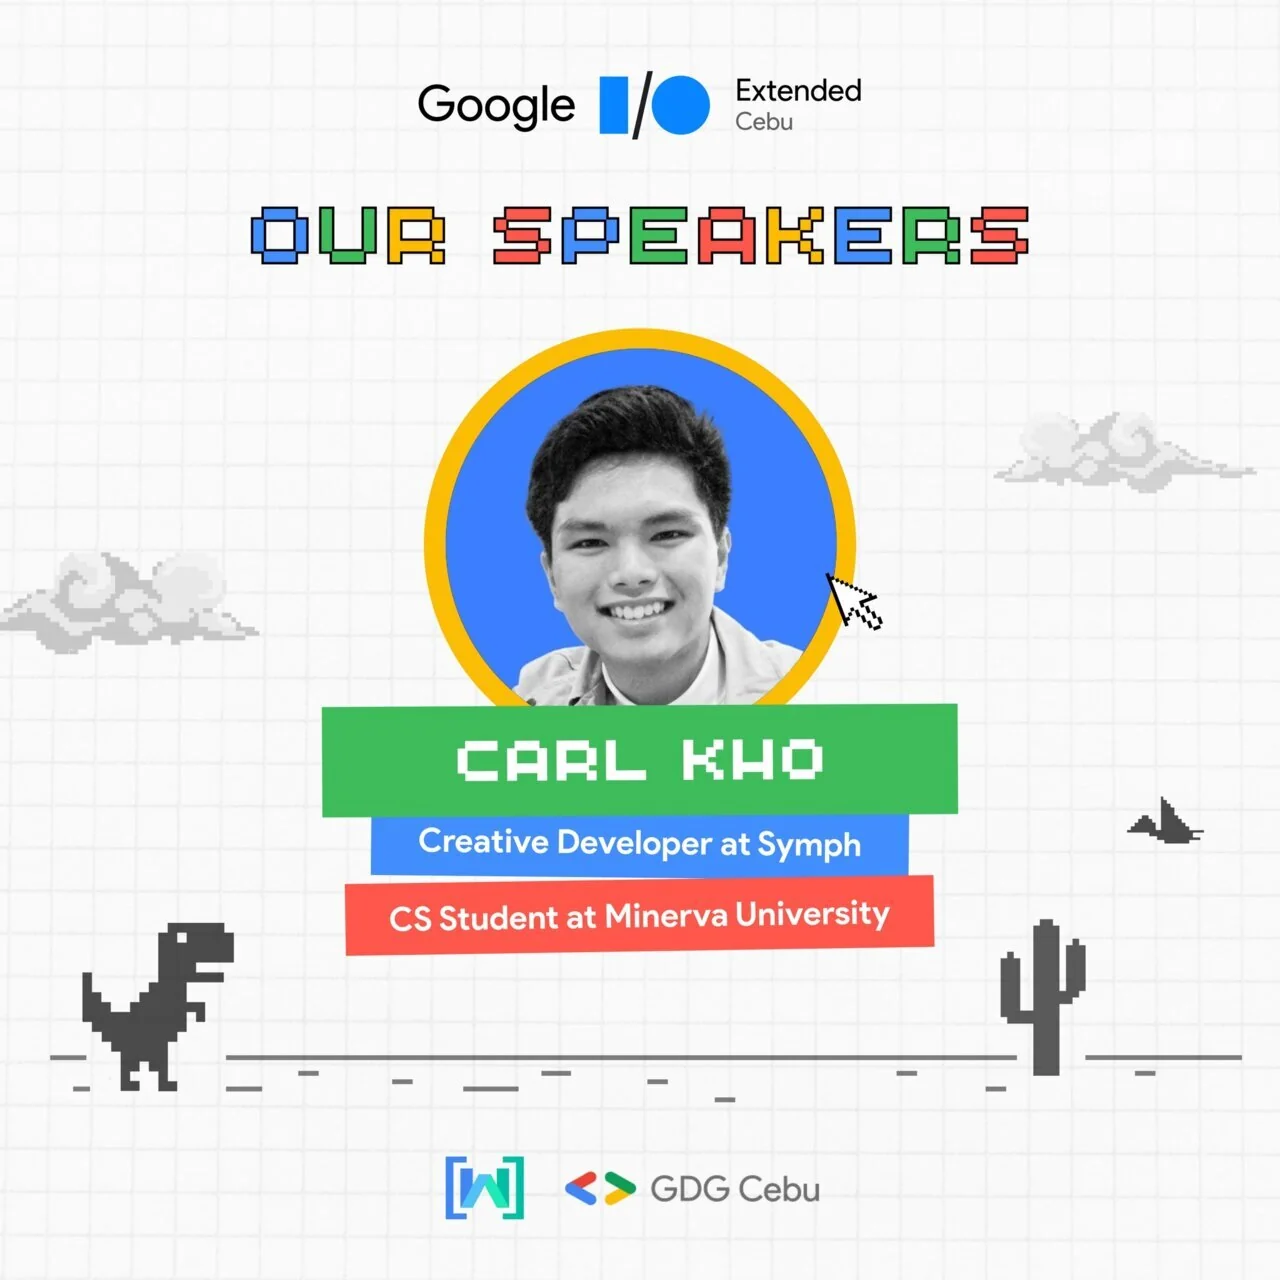 Google I/O Extended
Cebu
OUR SPEAKERS
CARL KHO
Creative Developer at Symph
CS Student at Minerva University
[W] GDG Cebu